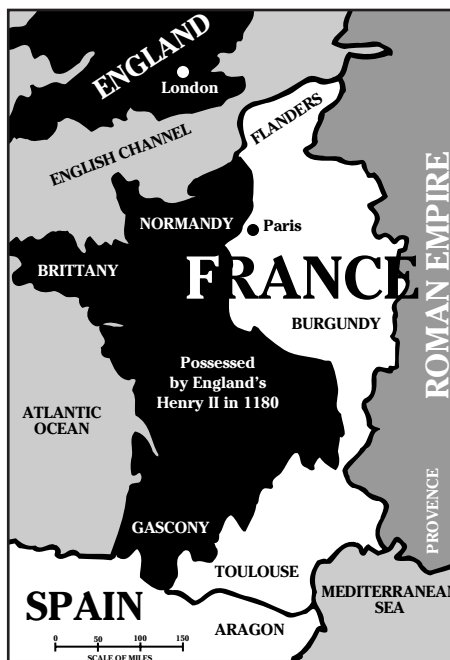 ENGLAND
London
FLANDERS
ENGLISH CHANNEL
NORMANDY
Paris
BRITTANY
FRANCE
BURGUNDY
ROMAN EMPIRE
Possessed
by England's
Henry II in 1180
ATLANTIC
OCEAN
PROVENCE
GASCONY
TOULOUSE
MEDITERRANEAN
SEA
SPAIN
ARAGON
0 50 100 150
SCALE OF MILES